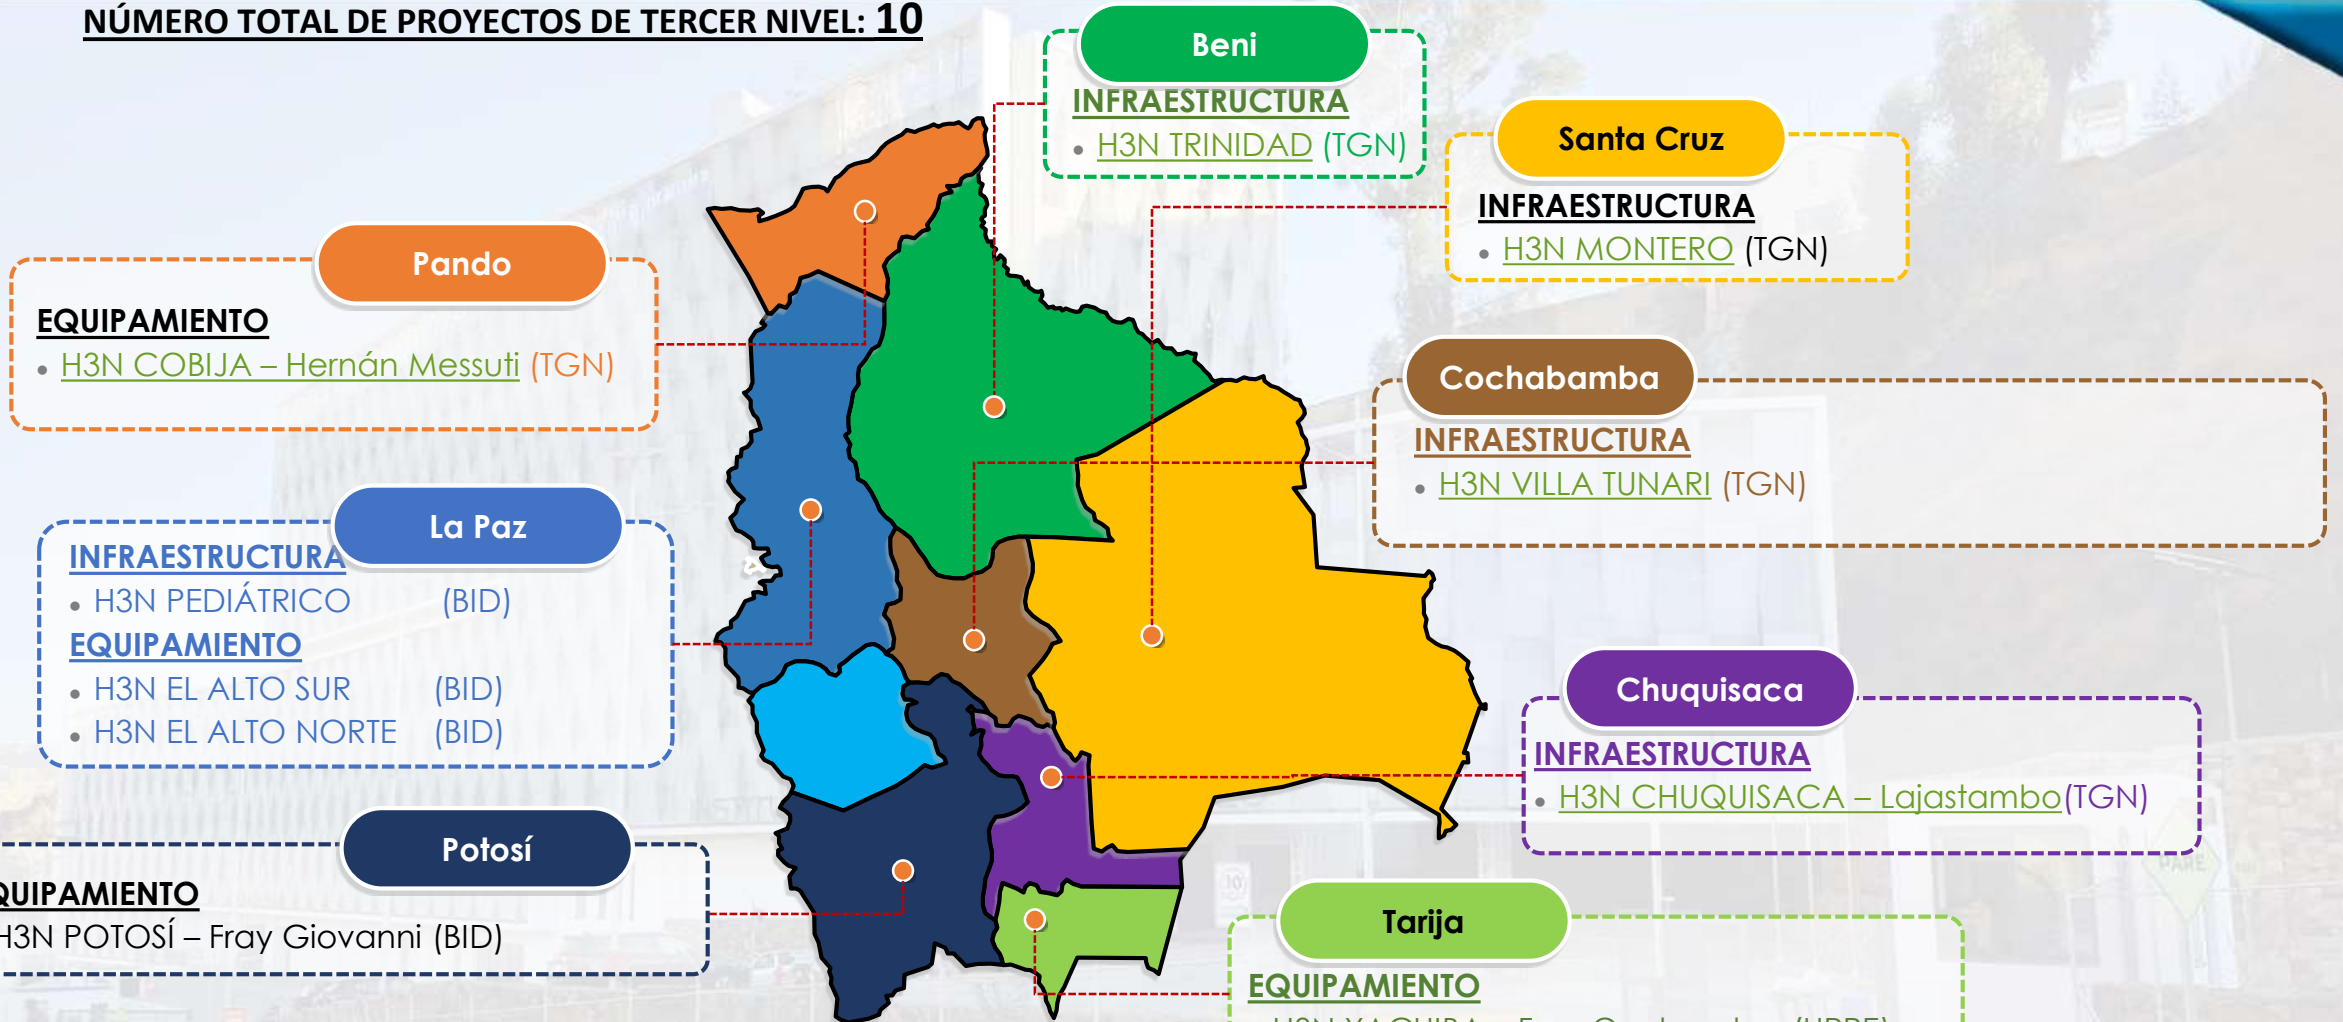 NÚMERO TOTAL DE PROYECTOS DE TERCER NIVEL: 10
Beni
INFRAESTRUCTURA
• H3N TRINIDAD (TGN)
Santa Cruz
INFRAESTRUCTURA
• H3N MONTERO (TGN)
Pando
EQUIPAMIENTO
• H3N COBIJA – Hernán Messuti (TGN)
Cochabamba
INFRAESTRUCTURA
• H3N VILLA TUNARI (TGN)
La Paz
INFRAESTRUCTURA
• H3N PEDIÁTRICO (BID)
EQUIPAMIENTO
• H3N EL ALTO SUR (BID)
• H3N EL ALTO NORTE (BID)
Chuquisaca
INFRAESTRUCTURA
• H3N CHUQUISACA – Lajastambo(TGN)
Potosí
QUIPAMIENTO
H3N POTOSÍ – Fray Giovanni (BID)
Tarija
EQUIPAMIENTO